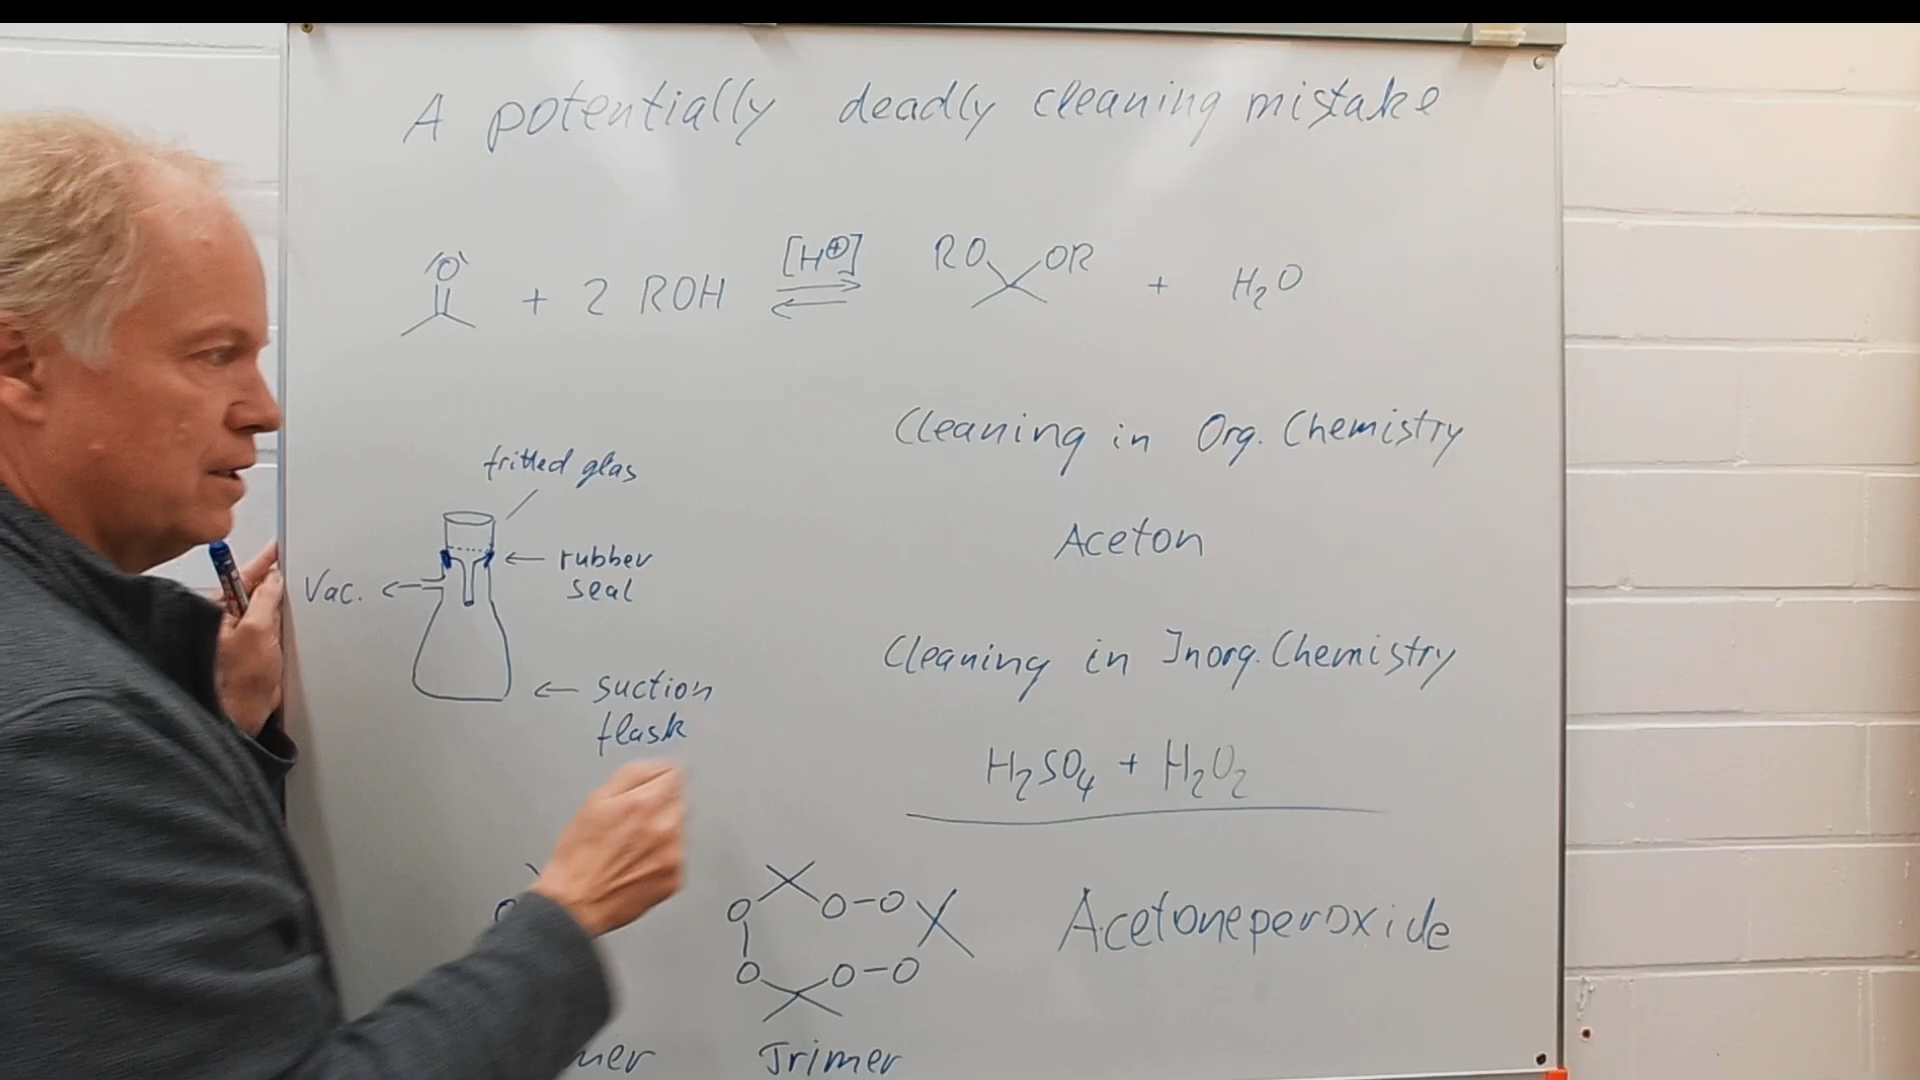 A potentially deadly cleaning mistake
O + 2 ROH [H⊕] RO OR + H₂O
Cleaning in Org. Chemistry
fritted glas
Aceton
rubber
seal
Vac.
Cleaning in Inorg. Chemistry
suction
flask
H₂SO₄ + H₂O₂
O O-O
O O-O
Acetoneperoxide
Trimer